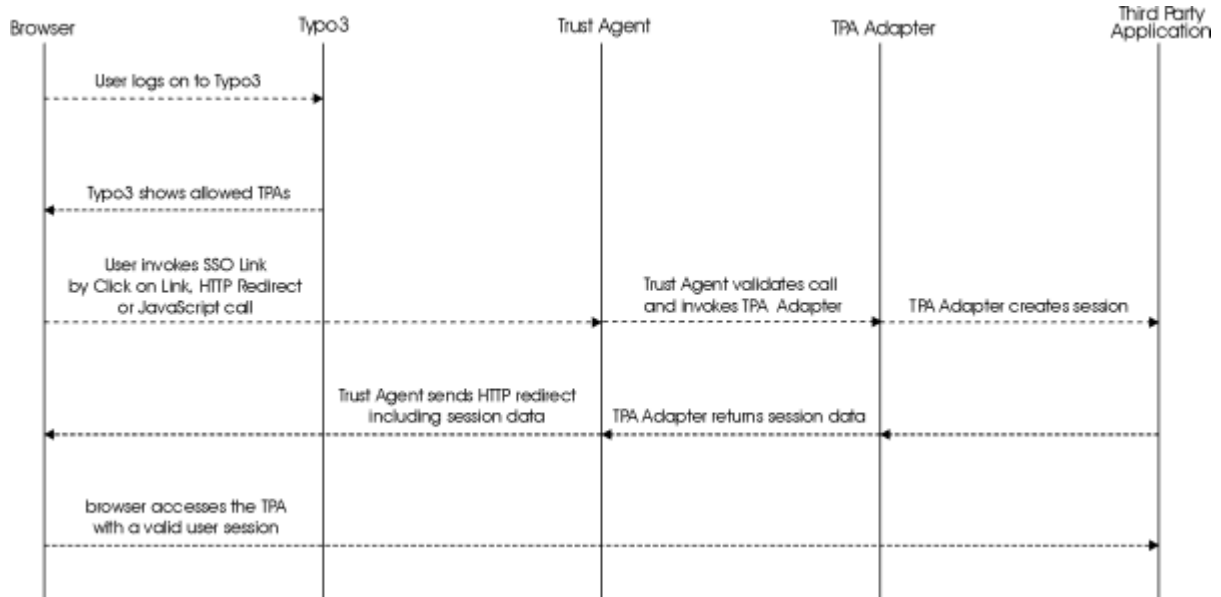 Browser
Typo3
Trust Agent
TPA Adapter
Third Party
Application
User logs on to Typo3
Typo3 shows allowed TPAs
User invokes SSO Link
by Click on Link, HTTP Redirect
or JavaScript call
Trust Agent validates call
and invokes TPA Adapter
TPA Adapter creates session
Trust Agent sends HTTP redirect
including session data
TPA Adapter returns session data
browser accesses the TPA
with a valid user session